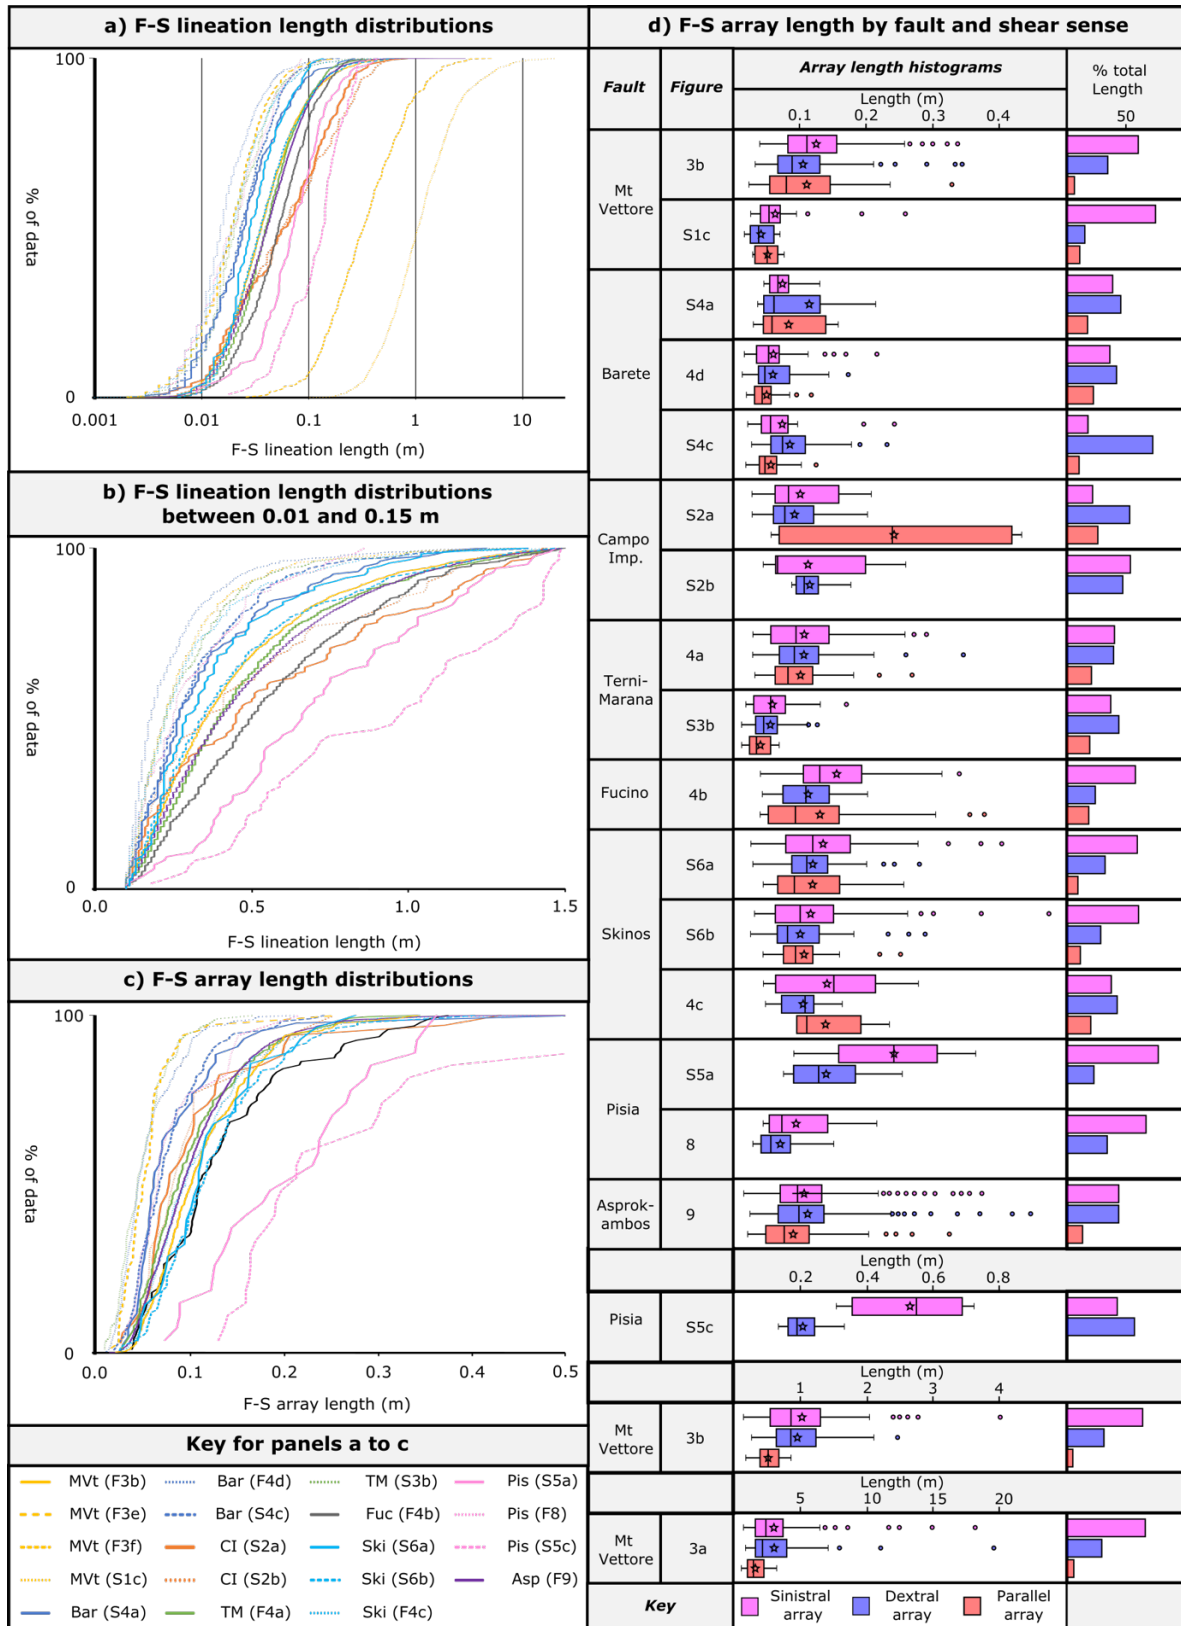 a) F-S lineation length distributions
100
% of data
0
0.001
0.01
0.1
1
10
F-S lineation length (m)
b) F-S lineation length distributions
between 0.01 and 0.15 m
100
% of data
0
0.0
0.5
1.0
1.5
F-S lineation length (m)
c) F-S array length distributions
100
% of data
0
0.0
0.1
0.2
0.3
0.4
0.5
F-S array length (m)
Key for panels a to c
MVt (F3b)
MVt (F3e)
MVt (F3f)
MVt (S1c)
Bar (S4a)
Bar (F4d)
Bar (S4c)
CI (S2a)
CI (S2b)
TM (F4a)
TM (S3b)
Fuc (F4b)
Ski (S6a)
Ski (S6b)
Ski (F4c)
Pis (S5a)
Pis (F8)
Pis (S5c)
Asp (F9)
d) F-S array length by fault and shear sense
Fault
Figure
Array length histograms
% total
Length
Length (m)
0.1
0.2
0.3
0.4
50
Mt
Vettore
3b
S1c
Barete
S4a
4d
S4c
Campo
Imp.
S2a
S2b
Terni-
Marana
4a
S3b
Fucino
4b
Skinos
S6a
S6b
4c
Pisia
S5a
8
Asprok-
ambos
9
Length (m)
0.2
0.4
0.6
0.8
Pisia
S5c
Length (m)
1
2
3
4
Mt
Vettore
3b
Length (m)
5
10
15
20
Mt
Vettore
3a
Key
Sinistral
array
Dextral
array
Parallel
array